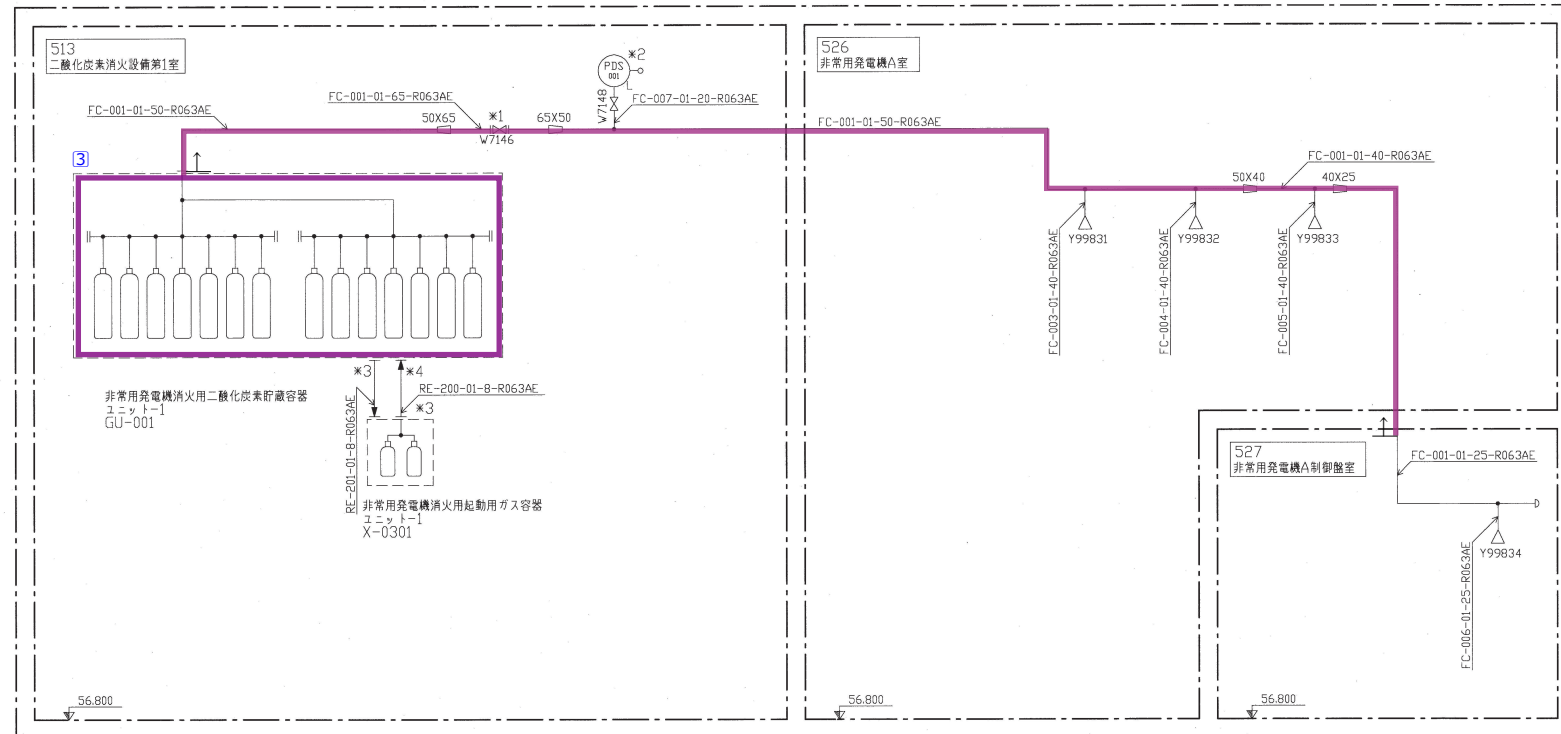 513
二酸化炭素消火設備第1室
526
非常用発電機A室
PDS
001
※2
L
W7148
FC-007-01-20-R063AE
FC-001-01-65-R063AE
FC-001-01-50-R063AE
50X65
※1
W7146
65X50
FC-001-01-50-R063AE
3
FC-001-01-40-R063AE
50X40
40X25
Y99831
Y99832
Y99833
FC-003-01-40-R063AE
FC-004-01-40-R063AE
FC-005-01-40-R063AE
※3
※4
RE-200-01-8-R063AE
※3
RE-201-01-8-R063AE
非常用発電機消火用二酸化炭素貯蔵容器
ユニット-1
GU-001
非常用発電機消火用起動用ガス容器
ユニット-1
X-0301
527
非常用発電機A制御盤室
FC-001-01-25-R063AE
Y99834
FC-006-01-25-R063AE
56.800
56.800
56.800